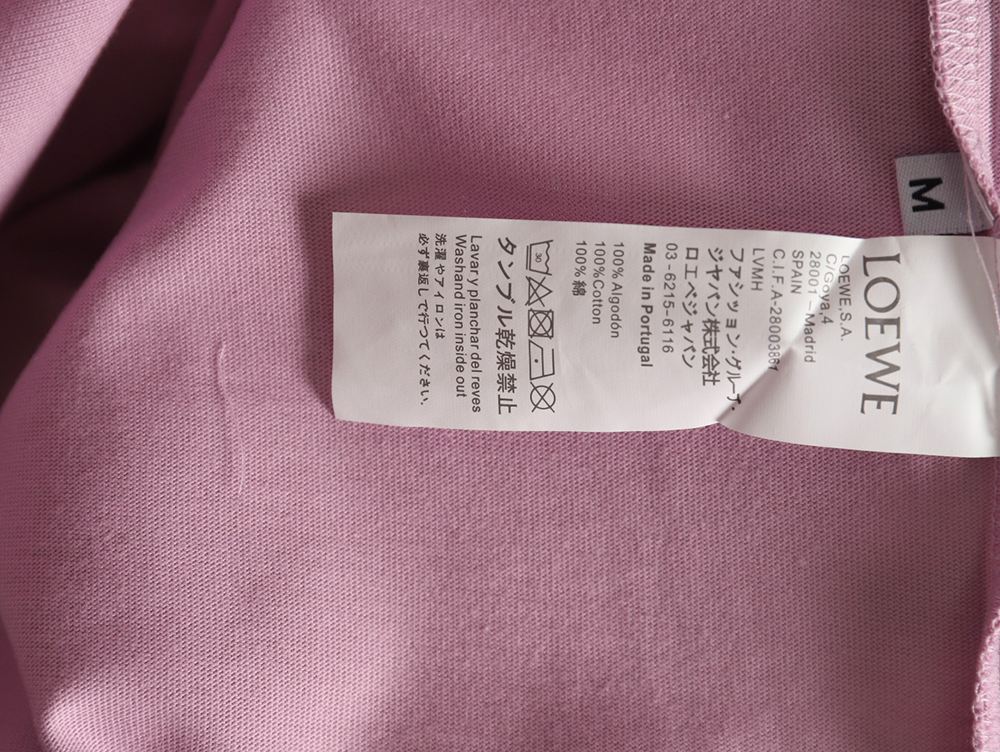 M
LOEWE
LOEWE,S.A.
C/Goya,4
28001 – Madrid
SPAIN
C.I.F.A-28003861
LVMH
ファシッョン・グループ・
ジヤパン株式会社
ロエベジャパン
03-6215-6116
Made in Portugal
100% Algodón
100%Cotton
100%綿
30
タンブル乾燥禁止
Lavar y planchar del reves
Washand iron inside out
洗濯やアイロンは
必ず裏返しで行つてください.